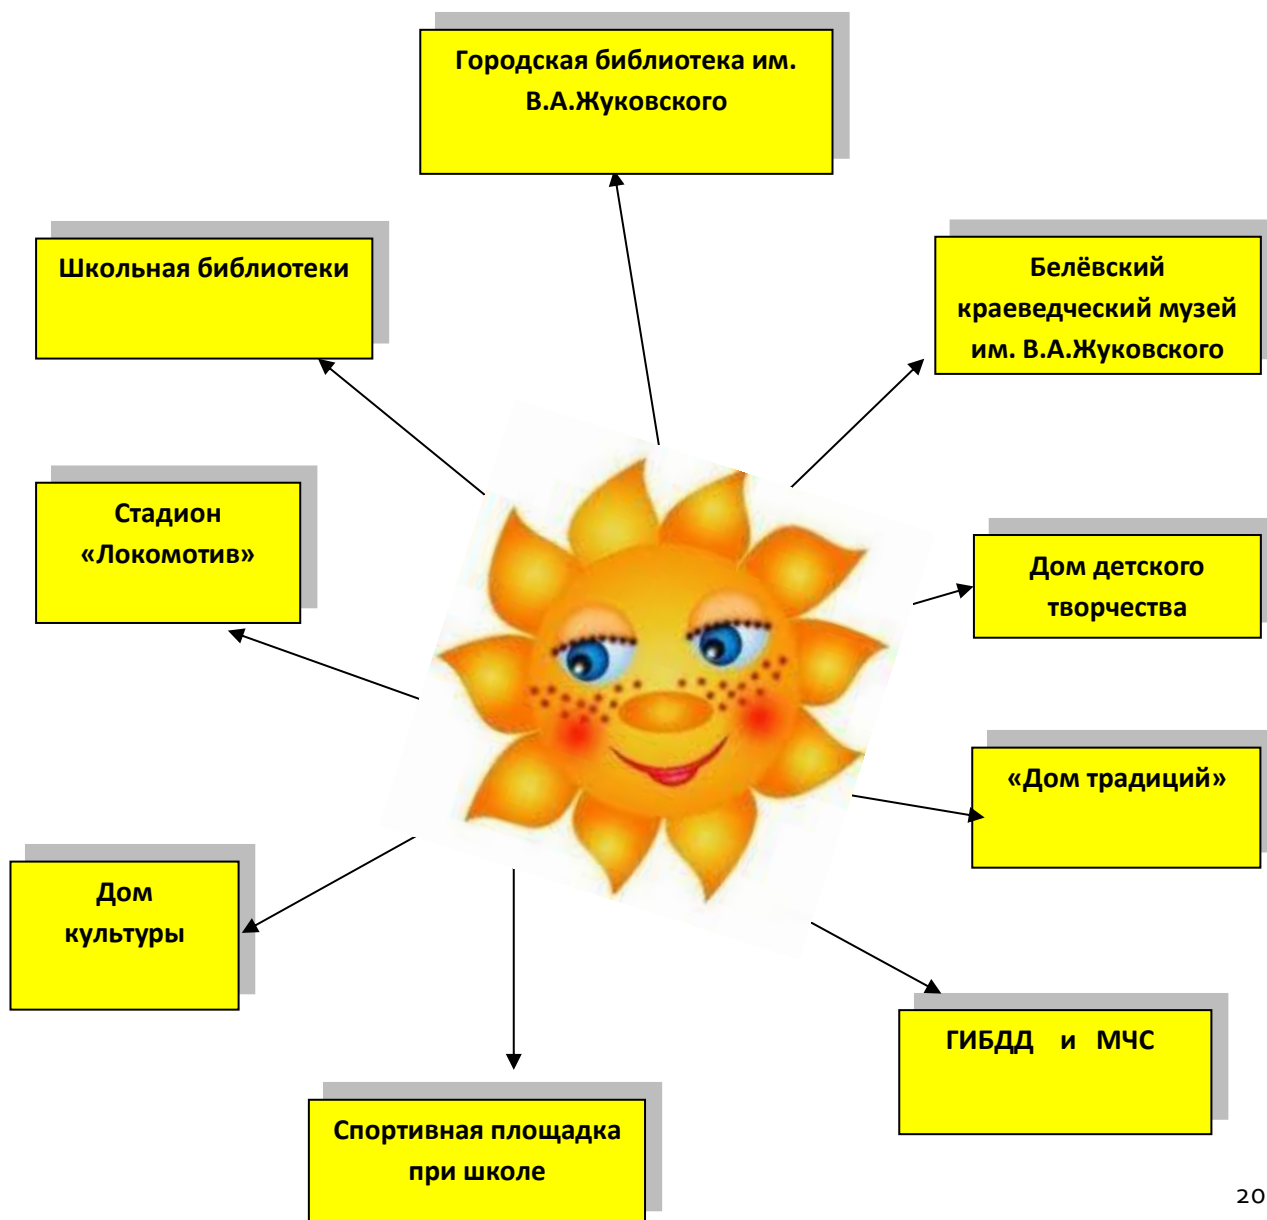 Городская библиотека им.
В.А.Жуковского
Школьная библиотеки
Белёвский
краеведческий музей
им. В.А.Жуковского
Стадион
«Локомотив»
Дом детского
творчества
«Дом традиций»
Дом
культуры
ГИБДД и МЧС
Спортивная площадка
при школе
20